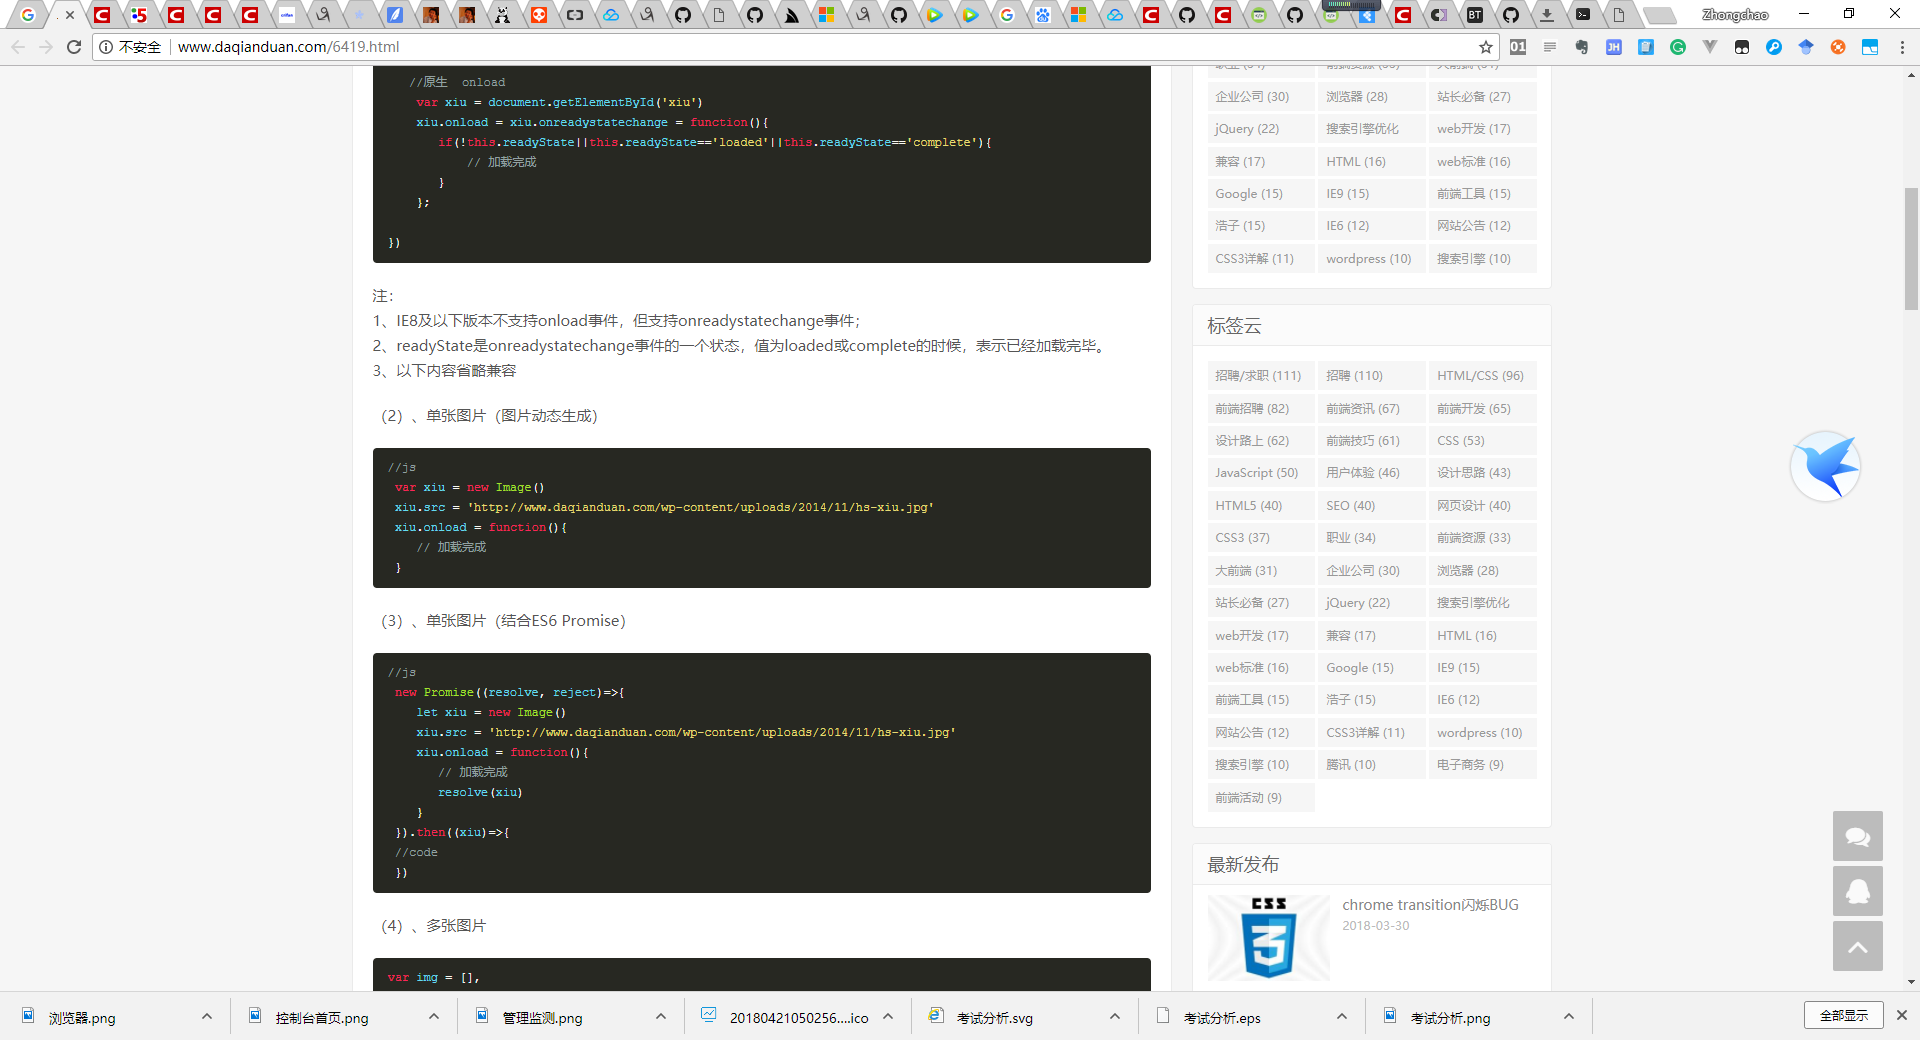 Zhongchao
不安全 www.daqianduan.com/6419.html
//原生 onload
var xiu = document.getElementById('xiu')
xiu.onload = xiu.onreadystatechange = function(){
if(!this.readyState||this.readyState=='loaded'||this.readyState=='complete'){
// 加载完成
}
};
})
注：
1、IE8及以下版本不支持onload事件，但支持onreadystatechange事件；
2、readyState是onreadystatechange事件的一个状态，值为loaded或complete的时候，表示已经加载完毕。
3、以下内容省略兼容
（2）、单张图片（图片动态生成）
//js
var xiu = new Image()
xiu.src = 'http://www.daqianduan.com/wp-content/uploads/2014/11/hs-xiu.jpg'
xiu.onload = function(){
// 加载完成
}
（3）、单张图片（结合ES6 Promise）
//js
new Promise((resolve, reject)=>{
let xiu = new Image()
xiu.src = 'http://www.daqianduan.com/wp-content/uploads/2014/11/hs-xiu.jpg'
xiu.onload = function(){
// 加载完成
resolve(xiu)
}
}).then((xiu)=>{
//code
})
（4）、多张图片
var img = [],
企业公司 (30) 浏览器 (28) 站长必备 (27)
jQuery (22) 搜索引擎优化 web开发 (17)
兼容 (17) HTML (16) web标准 (16)
Google (15) IE9 (15) 前端工具 (15)
浩子 (15) IE6 (12) 网站公告 (12)
CSS3详解 (11) wordpress (10) 搜索引擎 (10)
标签云
招聘/求职 (111) 招聘 (110) HTML/CSS (96)
前端招聘 (82) 前端资讯 (67) 前端开发 (65)
设计路上 (62) 前端技巧 (61) CSS (53)
JavaScript (50) 用户体验 (46) 设计思路 (43)
HTML5 (40) SEO (40) 网页设计 (40)
CSS3 (37) 职业 (34) 前端资源 (33)
大前端 (31) 企业公司 (30) 浏览器 (28)
站长必备 (27) jQuery (22) 搜索引擎优化
web开发 (17) 兼容 (17) HTML (16)
web标准 (16) Google (15) IE9 (15)
前端工具 (15) 浩子 (15) IE6 (12)
网站公告 (12) CSS3详解 (11) wordpress (10)
搜索引擎 (10) 腾讯 (10) 电子商务 (9)
前端活动 (9)
最新发布
CSS
3
chrome transition闪烁BUG
2018-03-30
浏览器.png 控制台首页.png 管理监测.png 20180421050256....ico 考试分析.svg 考试分析.eps 考试分析.png 全部显示